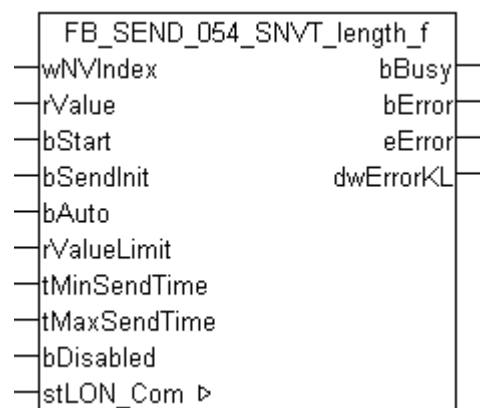 FB_SEND_054_SNVT_length_f
wNVIndex bBusy
rValue bError
bStart eError
bSendInit dwErrorKL
bAuto
rValueLimit
tMinSendTime
tMaxSendTime
bDisabled
stLON_Com ▷